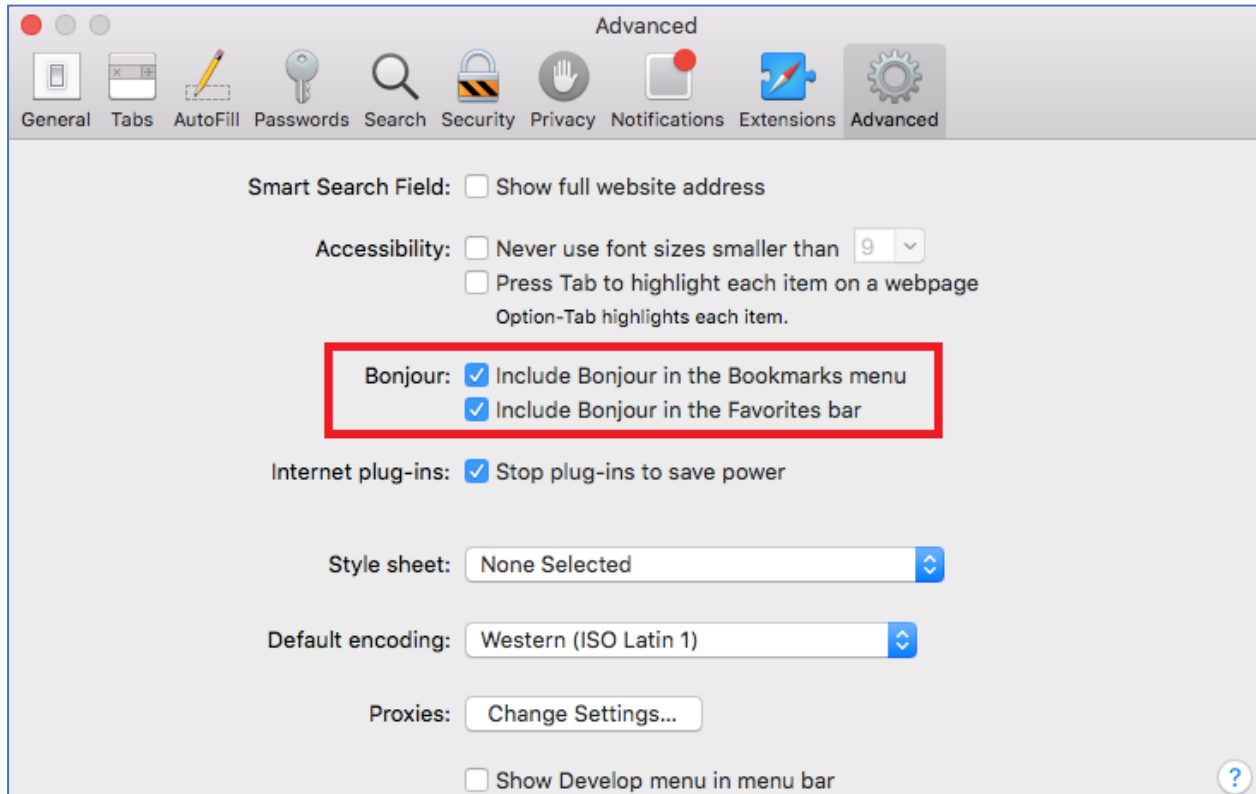 Advanced
General Tabs AutoFill Passwords Search Security Privacy Notifications Extensions Advanced
Smart Search Field: Show full website address
Accessibility: Never use font sizes smaller than 9
Press Tab to highlight each item on a webpage
Option-Tab highlights each item.
Bonjour: Include Bonjour in the Bookmarks menu
Include Bonjour in the Favorites bar
Internet plug-ins: Stop plug-ins to save power
Style sheet: None Selected
Default encoding: Western (ISO Latin 1)
Proxies: Change Settings...
Show Develop menu in menu bar ?